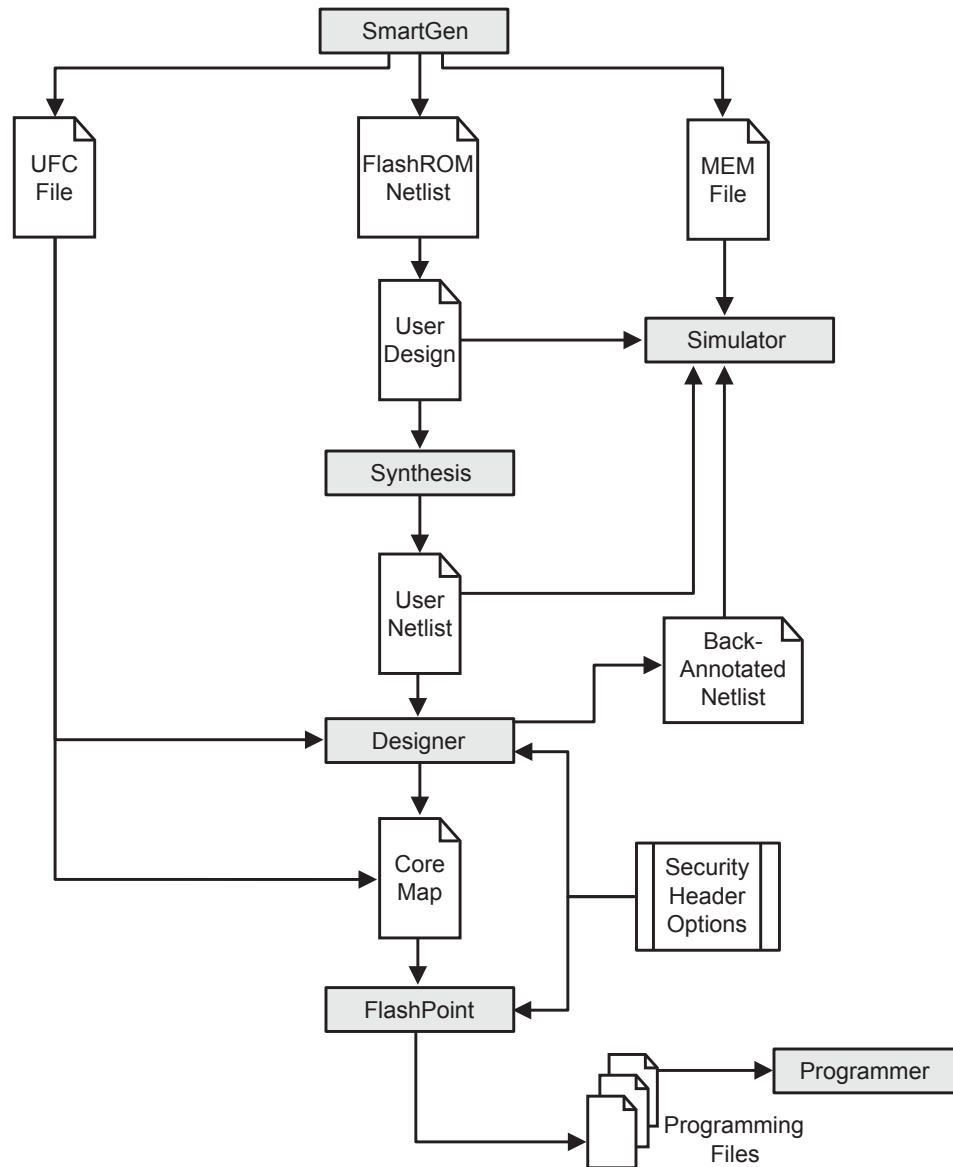 SmartGen
UFC
File
FlashROM
Netlist
MEM
File
User
Design
Simulator
Synthesis
User
Netlist
Back-
Annotated
Netlist
Designer
Core
Map
Security
Header
Options
FlashPoint
Programmer
Programming
Files